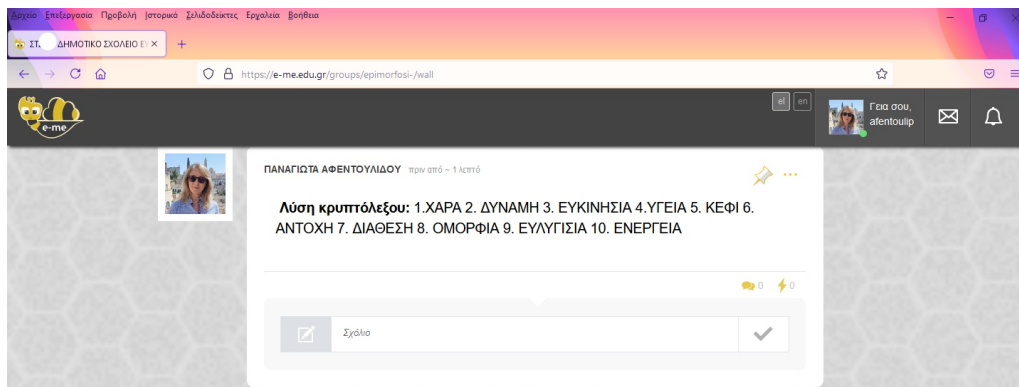 Αρχείο Επεξεργασία Προβολή Ιστορικό Σελιδοδείκτες Εργαλεία Βοήθεια
ΔΗΜΟΤΙΚΟ ΣΧΟΛΕΙΟ
https://e-me.edu.gr/groups/epimorfosi-/wall
el en
Γεια σου,
afentoulip
e-me
ΠΑΝΑΓΙΩΤΑ ΑΦΕΝΤΟΥΛΙΔΟΥ πριν από ~ 1 λεπτό
Λύση κρυπτόλεξου: 1.ΧΑΡΑ 2. ΔΥΝΑΜΗ 3. ΕΥΚΙΝΗΣΙΑ 4.ΥΓΕΙΑ 5. ΚΕΦΙ 6.
ΑΝΤΟΧΗ 7. ΔΙΑΘΕΣΗ 8. ΟΜΟΡΦΙΑ 9. ΕΥΛΥΓΙΣΙΑ 10. ΕΝΕΡΓΕΙΑ
0 0
Σχόλιο